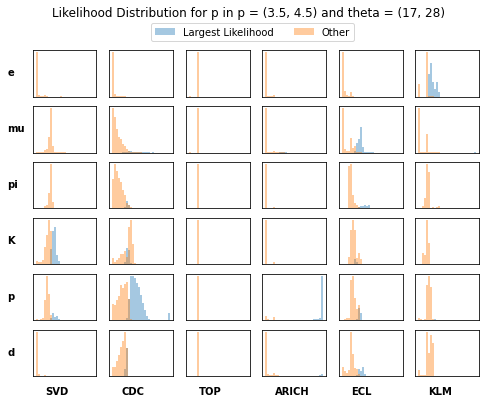 Likelihood Distribution for p in p = (3.5, 4.5) and theta = (17, 28)
Largest Likelihood Other
e
mu
pi
K
p
d
SVD CDC TOP ARICH ECL KLM